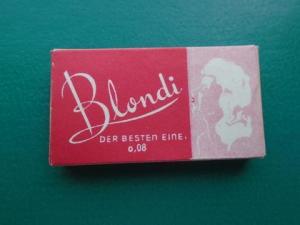 Blondi
DER BESTEN EINE,
0,08